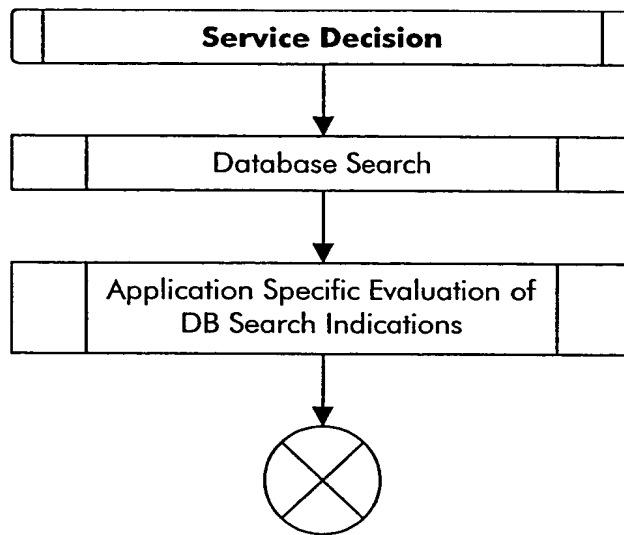 Service Decision
Database Search
Application Specific Evaluation of
DB Search Indications